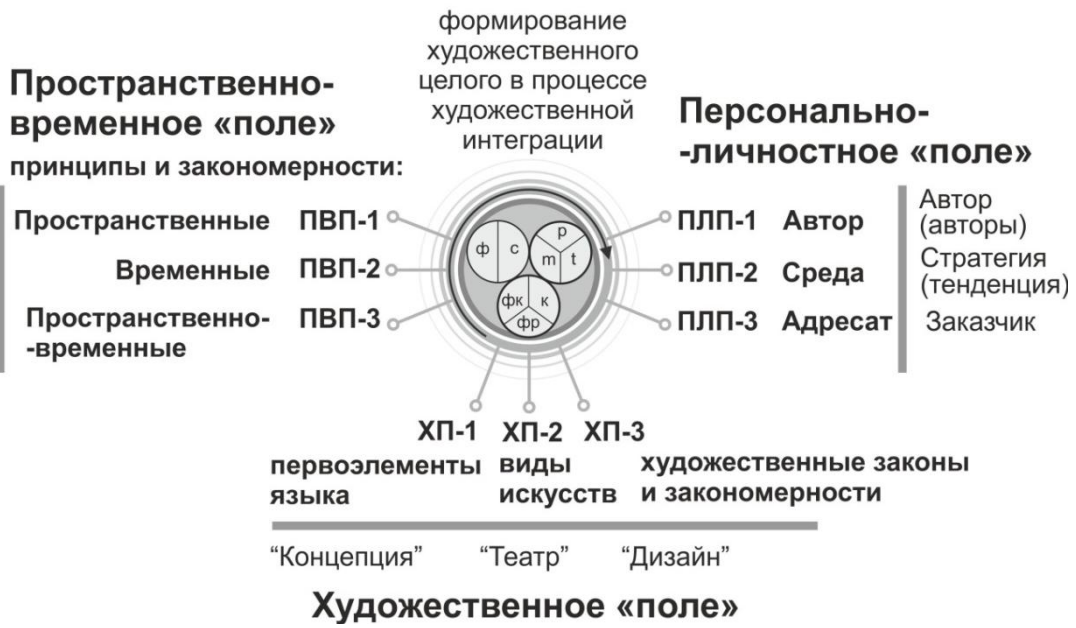 формирование
художественного
целого в процессе
художественной
интеграции
Пространственно-
временное «поле»
принципы и закономерности:
Пространственные ПВП-1
Временные ПВП-2
Пространственно- ПВП-3
-временные
Персонально-
-личностное «поле»
ПЛП-1 Автор
ПЛП-2 Среда
ПЛП-3 Адресат
Автор
(авторы)
Стратегия
(тенденция)
Заказчик
ф с
p
m t
фк к
фр
ХП-1 ХП-2 ХП-3
первоэлементы
языка
виды
искусств
художественные законы
и закономерности
“Концепция” “Театр” “Дизайн”
Художественное «поле»